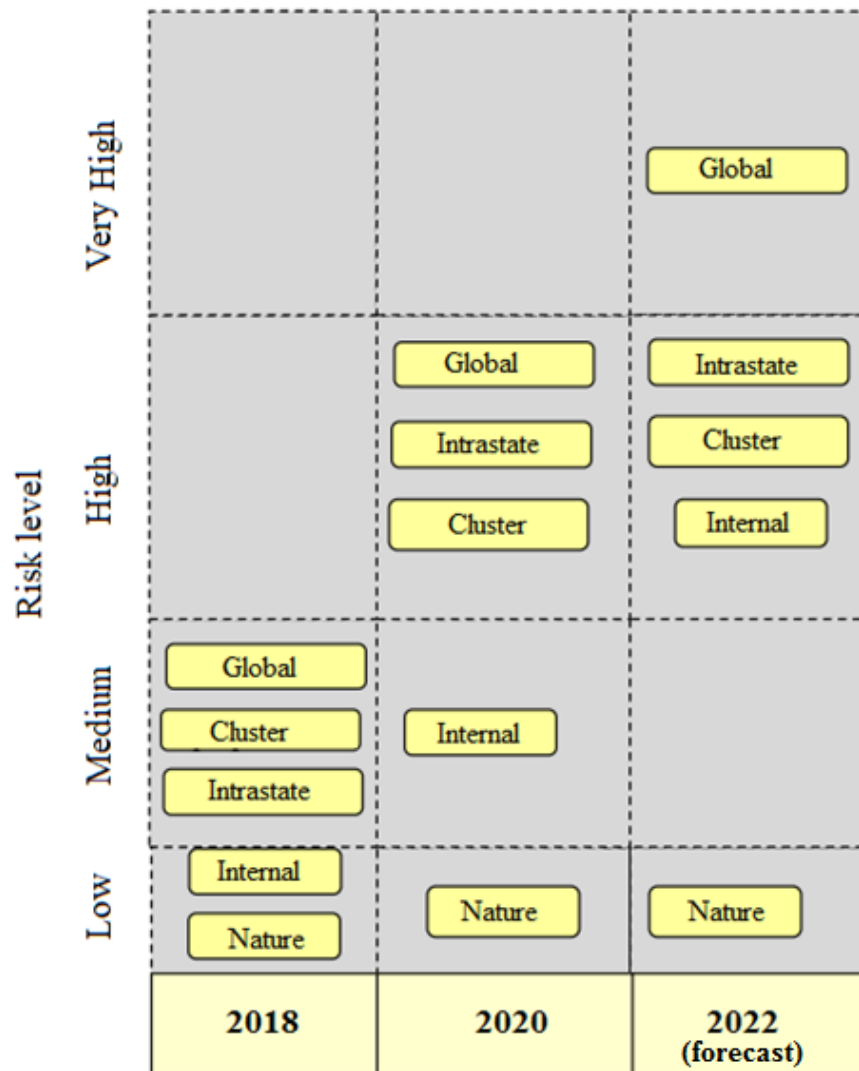 Risk level
Very High
Global
High
Global
Intrastate
Intrastate
Cluster
Cluster
Internal
Medium
Global
Cluster
Internal
Intrastate
Low
Internal
Nature
Nature
Nature
2018
2020
2022
(forecast)